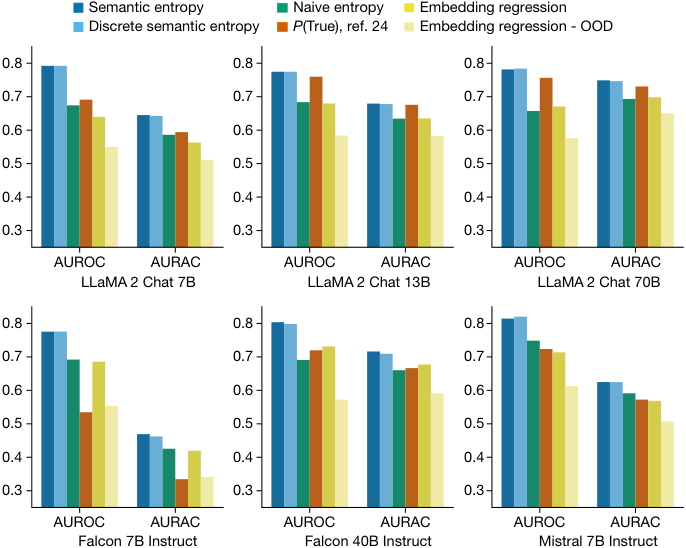 Semantic entropy Naive entropy Embedding regression
Discrete semantic entropy P(True), ref. 24 Embedding regression - OOD
0.8 0.8 0.8
0.7 0.7 0.7
0.6 0.6 0.6
0.5 0.5 0.5
0.4 0.4 0.4
0.3 0.3 0.3
AUROC AURAC AUROC AURAC AUROC AURAC
LLaMA 2 Chat 7B LLaMA 2 Chat 13B LLaMA 2 Chat 70B
0.8 0.8 0.8
0.7 0.7 0.7
0.6 0.6 0.6
0.5 0.5 0.5
0.4 0.4 0.4
0.3 0.3 0.3
AUROC AURAC AUROC AURAC AUROC AURAC
Falcon 7B Instruct Falcon 40B Instruct Mistral 7B Instruct